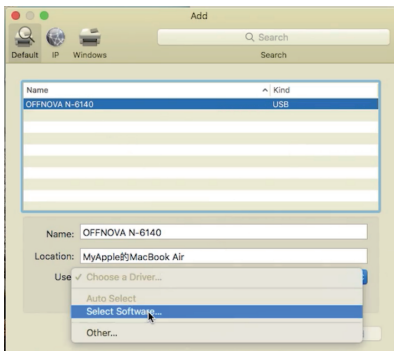 Add
Search
Default IP Windows Search
Name Kind
OFFNOVA N-6140 USB
Name: OFFNOVA N-6140
Location: MyApple的MacBook Air
Use ✓ Choose a Driver...
Auto Select
Select Software...
Other...